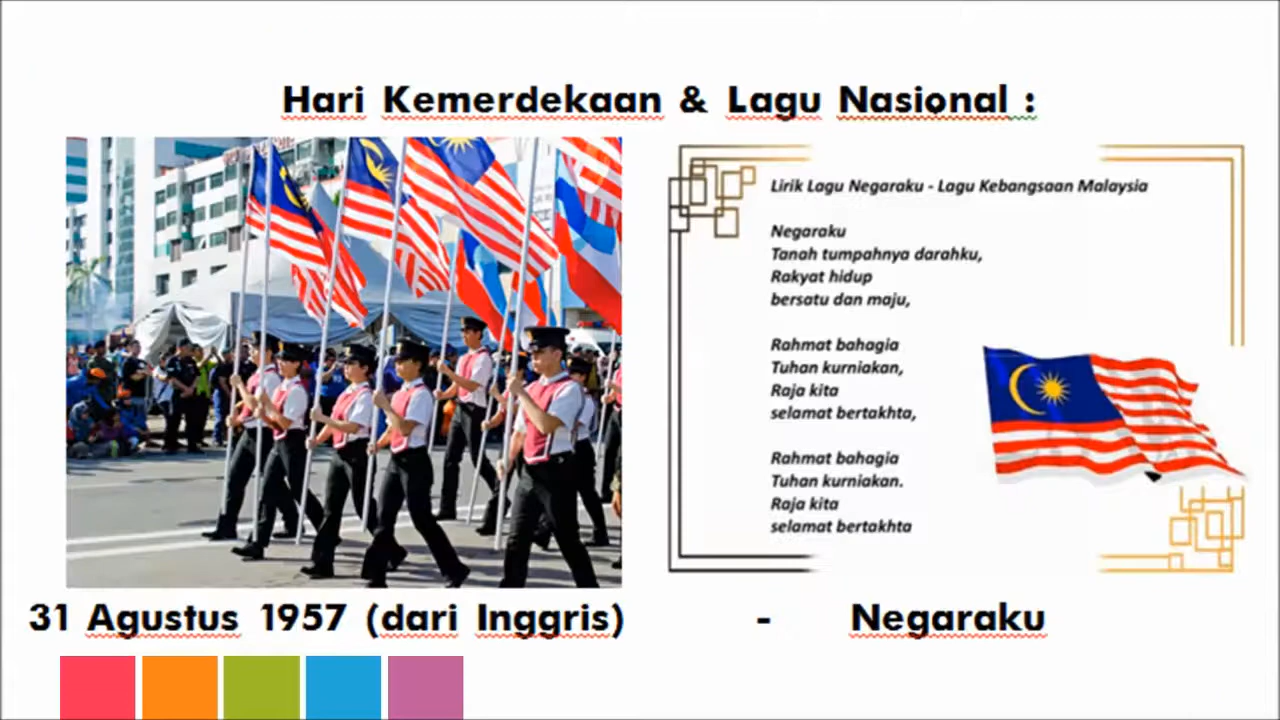 Hari Kemerdekaan & Lagu Nasional :
Lirik Lagu Negaraku - Lagu Kebangsaan Malaysia
Negaraku
Tanah tumpahnya darahku,
Rakyat hidup
bersatu dan maju,
Rahmat bahagia
Tuhan kurniakan,
Raja kita
selamat bertakhta,
Rahmat bahagia
Tuhan kurniakan.
Raja kita
selamat bertakhta
31 Agustus 1957 (dari Inggris) - Negaraku